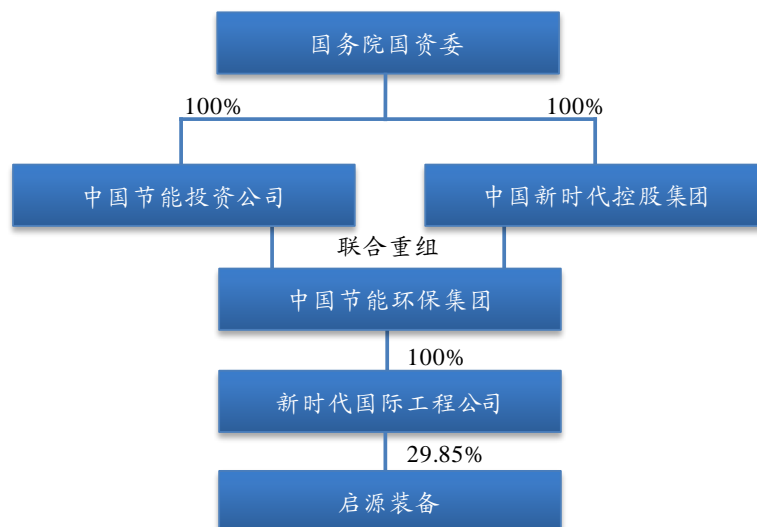 国务院国资委
100%
100%
中国节能投资公司
中国新时代控股集团
联合重组
中国节能环保集团
100%
新时代国际工程公司
29.85%
启源装备